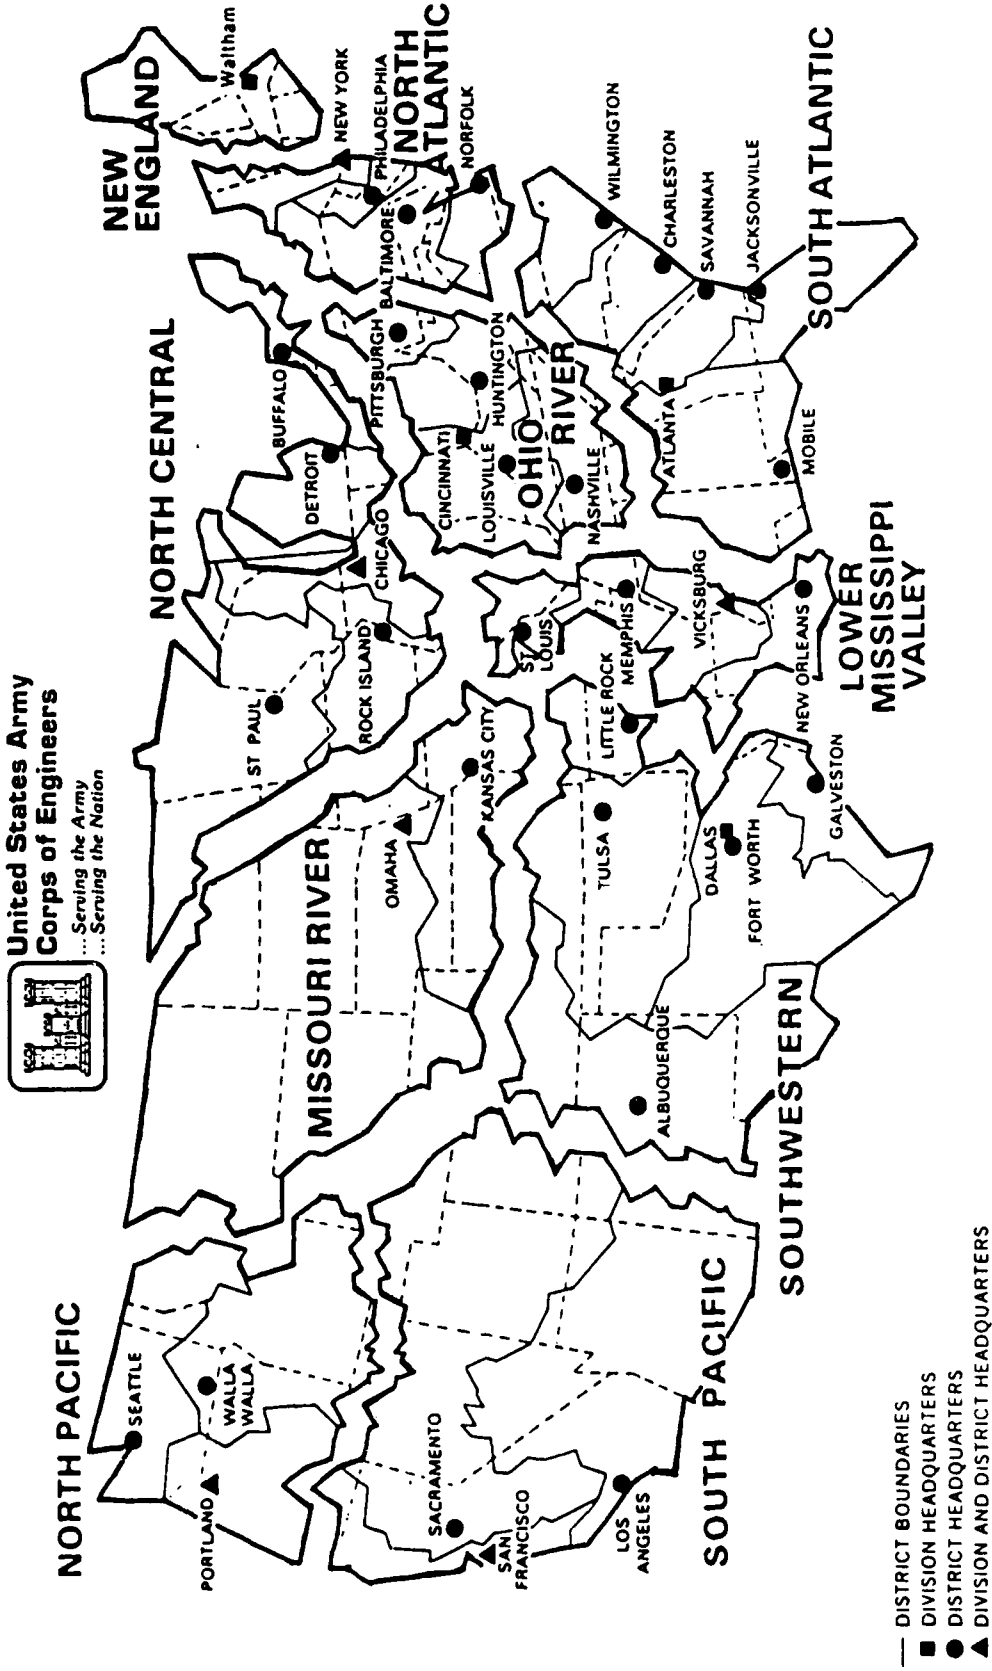 United States Army
Corps of Engineers
...Serving the Army
...Serving the Nation
NORTH PACIFIC
SEATTLE
PORTLAND
WALLA
WALLA
MISSOURI RIVER
OMAHA
KANSAS CITY
NORTH CENTRAL
ST PAUL
ROCK ISLAND
CHICAGO
DETROIT
BUFFALO
NEW
ENGLAND
Waltham
NEW YORK
PHILADELPHIA
NORTH
ATLANTIC
BALTIMORE
NORFOLK
PITTSBURGH
HUNTINGTON
CINCINNATI
LOUISVILLE
OHIO
RIVER
NASHVILLE
SOUTH PACIFIC
SACRAMENTO
SAN
FRANCISCO
LOS
ANGELES
SOUTHWESTERN
ALBUQUERQUE
TULSA
LITTLE ROCK
DALLAS
FORT WORTH
GALVESTON
LOWER
MISSISSIPPI
VALLEY
ST
LOUIS
MEMPHIS
VICKSBURG
NEW ORLEANS
SOUTH ATLANTIC
WILMINGTON
CHARLESTON
SAVANNAH
JACKSONVILLE
ATLANTA
MOBILE
DISTRICT BOUNDARIES
DIVISION HEADQUARTERS
DISTRICT HEADQUARTERS
DIVISION AND DISTRICT HEADQUARTERS